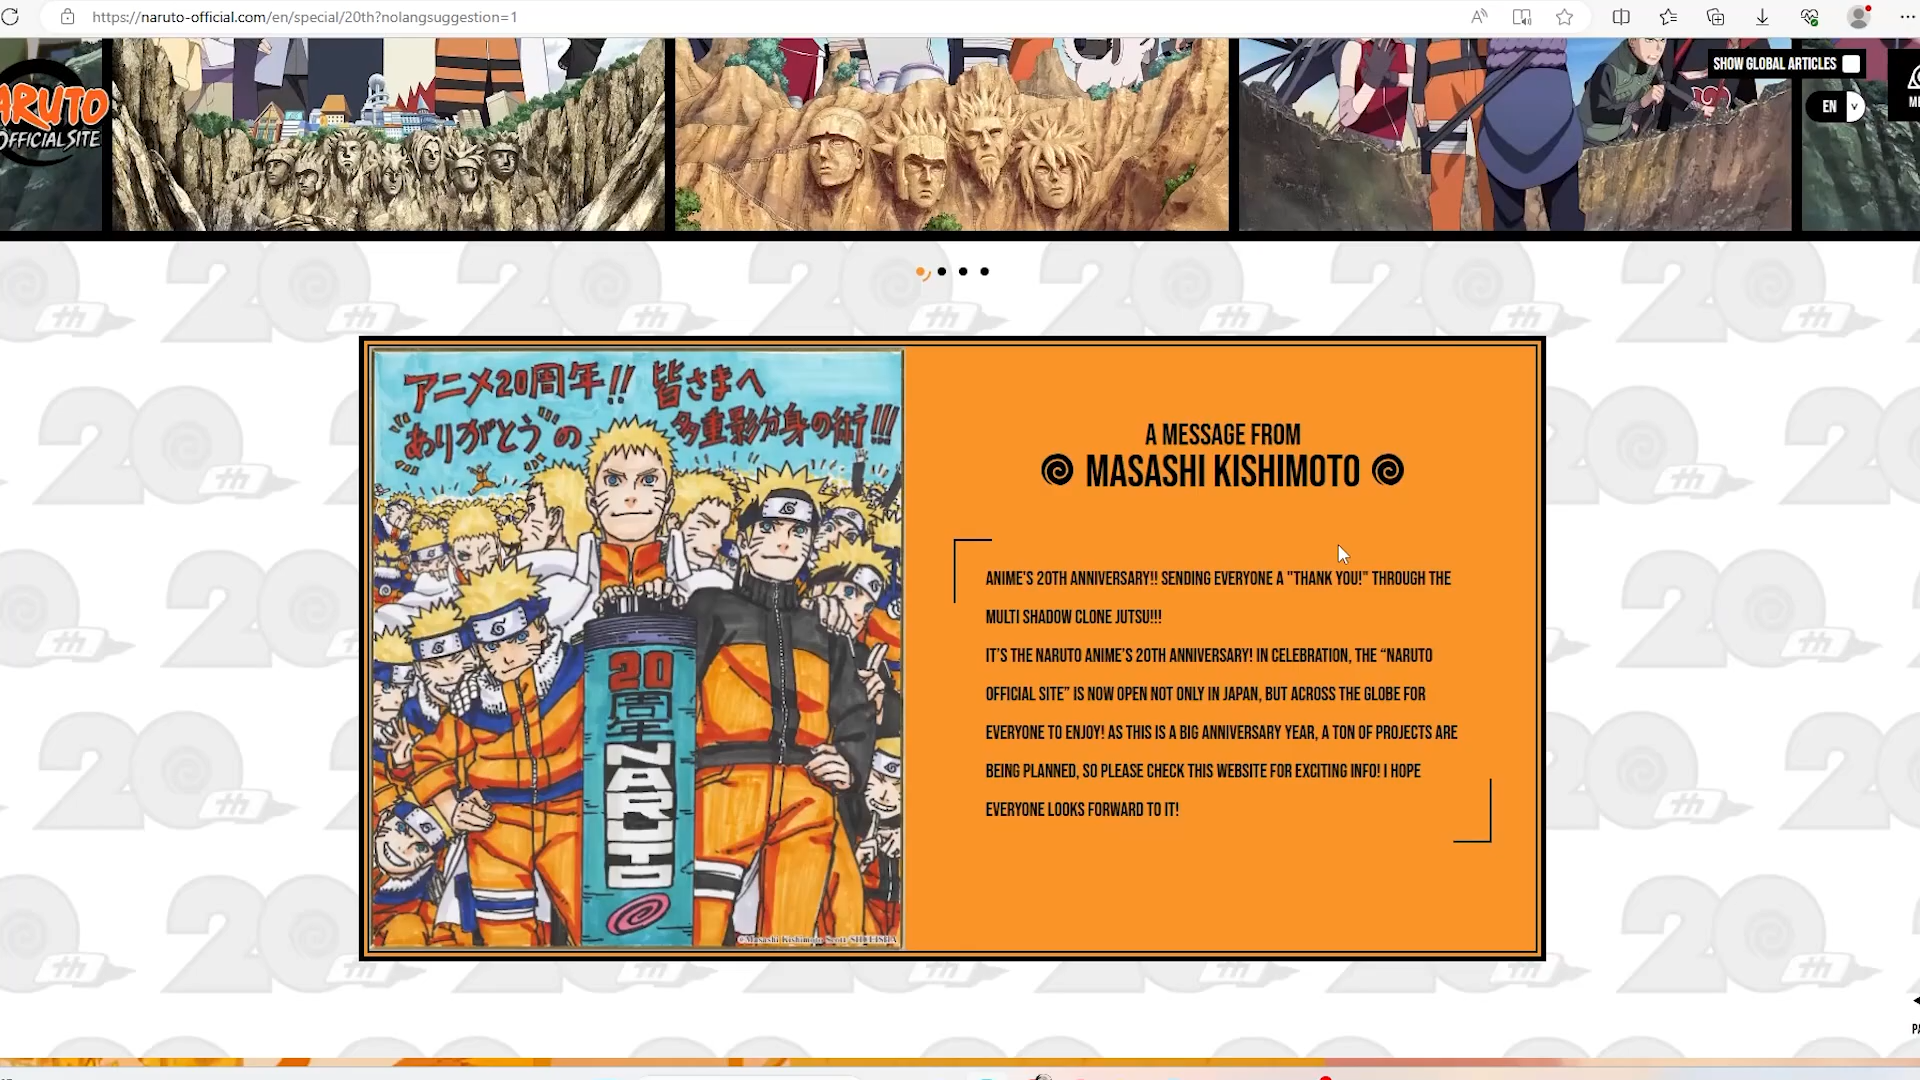 https://naruto-official.com/en/special/20th?nolangsuggestion=1
SHOW GLOBAL ARTICLES
NARUTO
OFFICIAL SITE
EN
アニメ20周年!! 皆さまへ
"ありがとう"の
多重影分身の術!!!
20
周年
NARUTO
©Masashi Kishimoto Scott SHUEISHA
A MESSAGE FROM
MASASHI KISHIMOTO
ANIME'S 20TH ANNIVERSARY!! SENDING EVERYONE A "THANK YOU!" THROUGH THE
MULTI SHADOW CLONE JUTSU!!!
IT'S THE NARUTO ANIME'S 20TH ANNIVERSARY! IN CELEBRATION, THE “NARUTO
OFFICIAL SITE” IS NOW OPEN NOT ONLY IN JAPAN, BUT ACROSS THE GLOBE FOR
EVERYONE TO ENJOY! AS THIS IS A BIG ANNIVERSARY YEAR, A TON OF PROJECTS ARE
BEING PLANNED, SO PLEASE CHECK THIS WEBSITE FOR EXCITING INFO! I HOPE
EVERYONE LOOKS FORWARD TO IT!